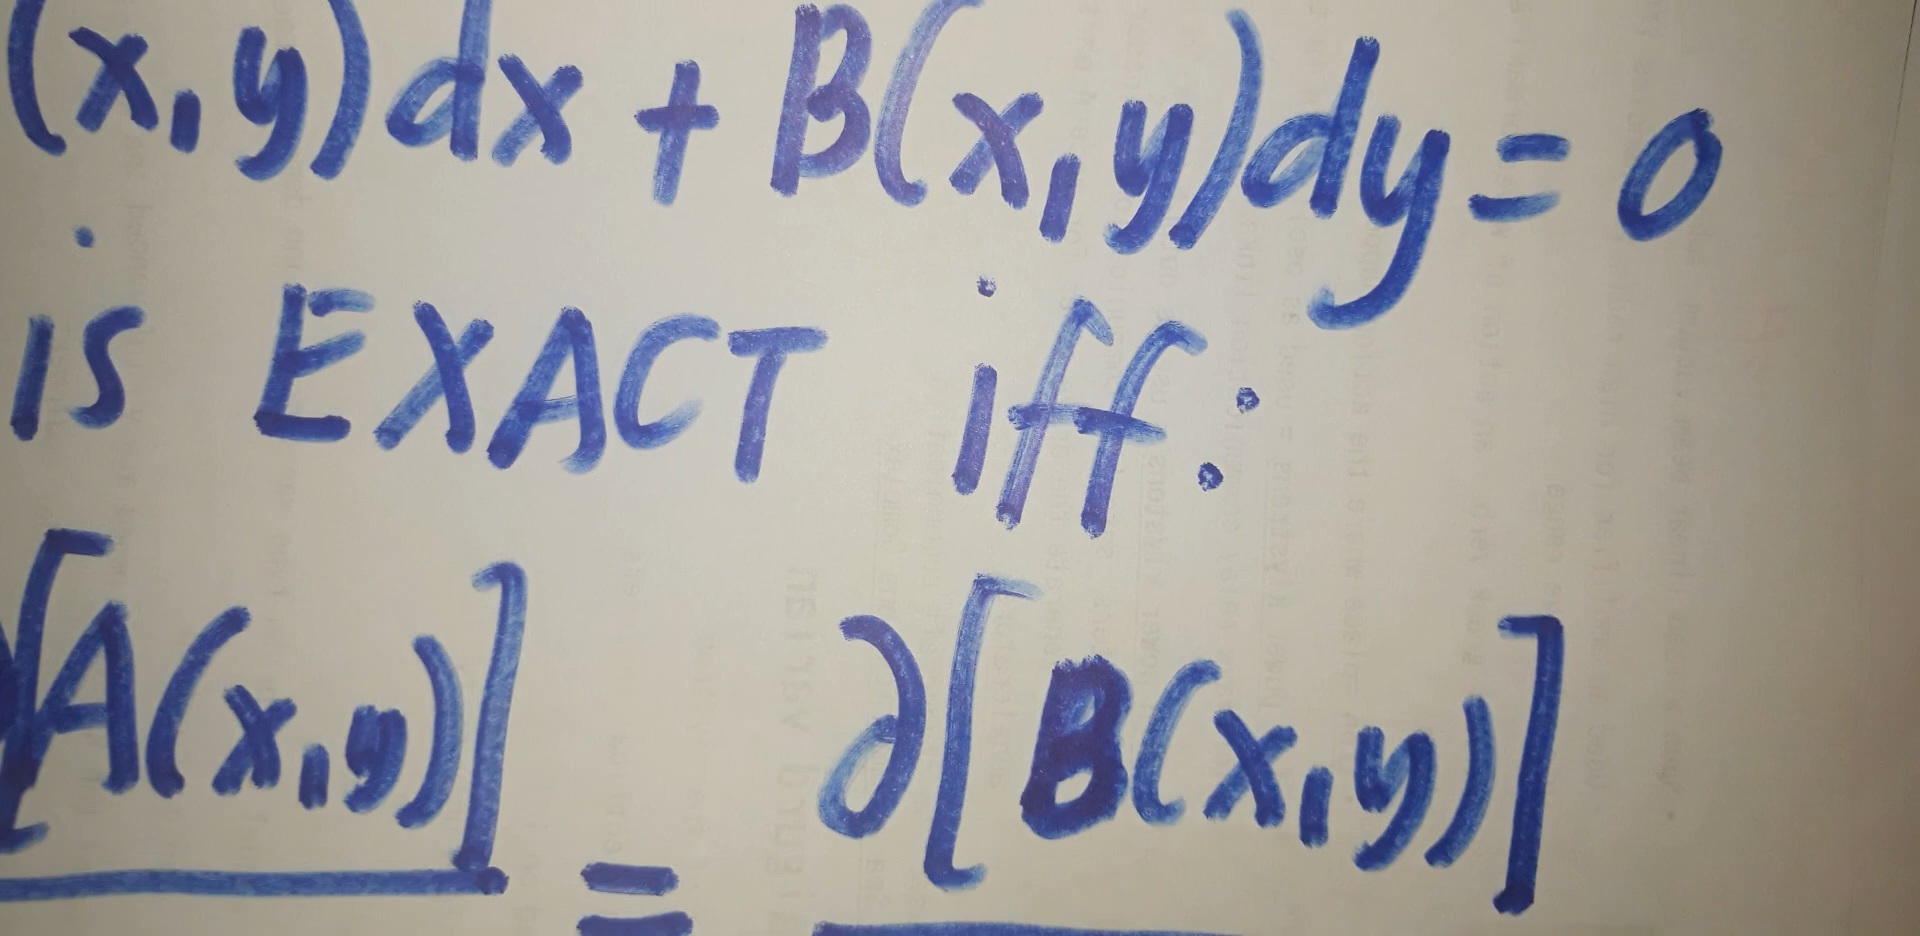 (x,y)dx + B(x,y)dy = 0
is EXACT iff:
[A(x,y)] = ∂[B(x,y)]